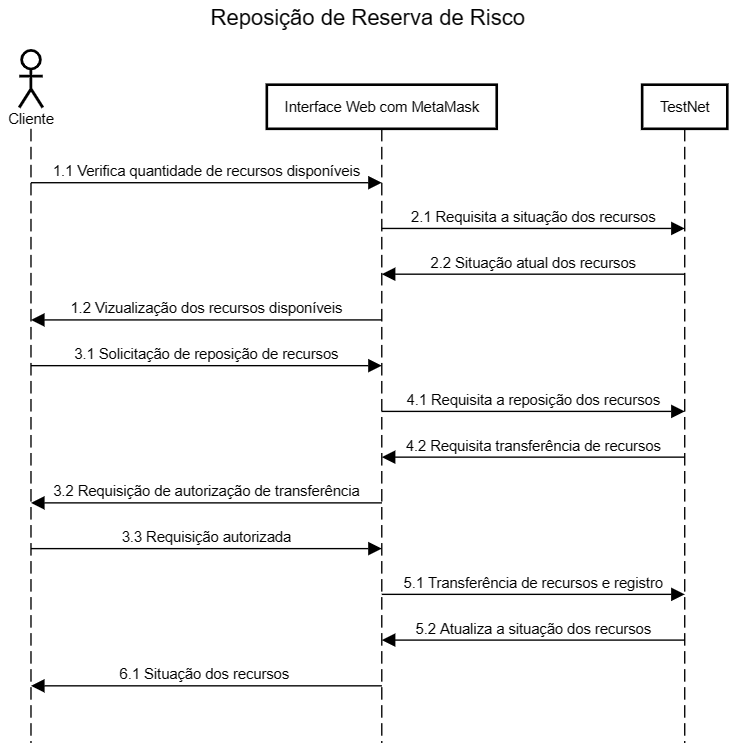 Reposição de Reserva de Risco
Cliente
Interface Web com MetaMask
TestNet
1.1 Verifica quantidade de recursos disponíveis
2.1 Requisita a situação dos recursos
2.2 Situação atual dos recursos
1.2 Vizualização dos recursos disponíveis
3.1 Solicitação de reposição de recursos
4.1 Requisita a reposição dos recursos
4.2 Requisita transferência de recursos
3.2 Requisição de autorização de transferência
3.3 Requisição autorizada
5.1 Transferência de recursos e registro
5.2 Atualiza a situação dos recursos
6.1 Situação dos recursos